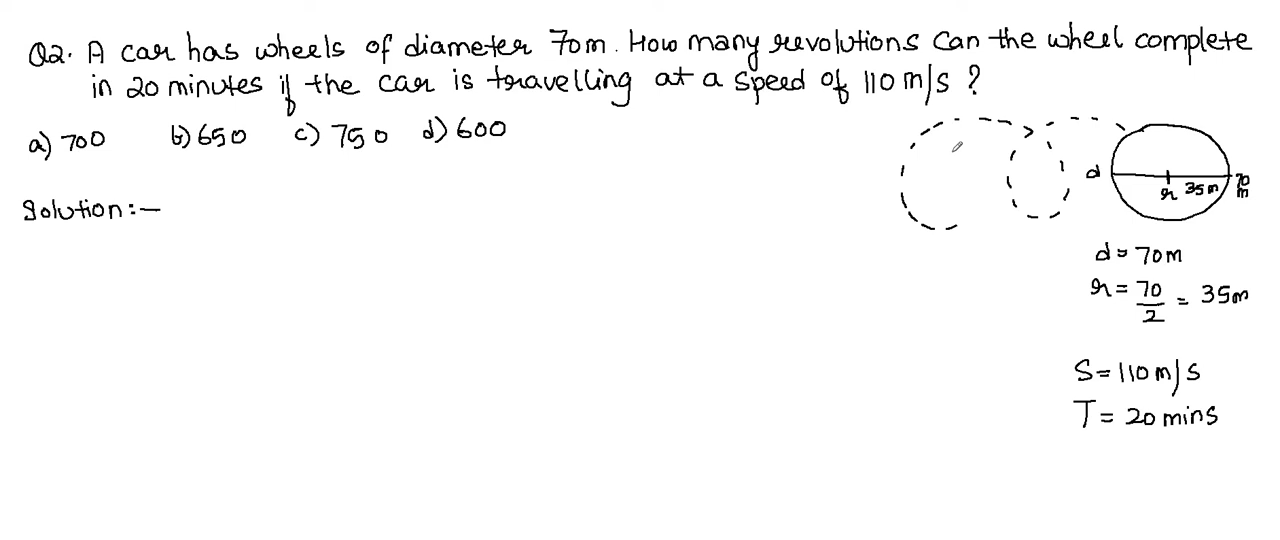 Q2. A car has wheels of diameter 70m. How many revolutions can the wheel complete
in 20 minutes if the car is travelling at a speed of 110 m/s ?
a) 700 b) 650 c) 750 d) 600
Solution:—
d r 35m 70m
d = 70m
r = 70/2 = 35m
S = 110 m/s
T = 20 mins